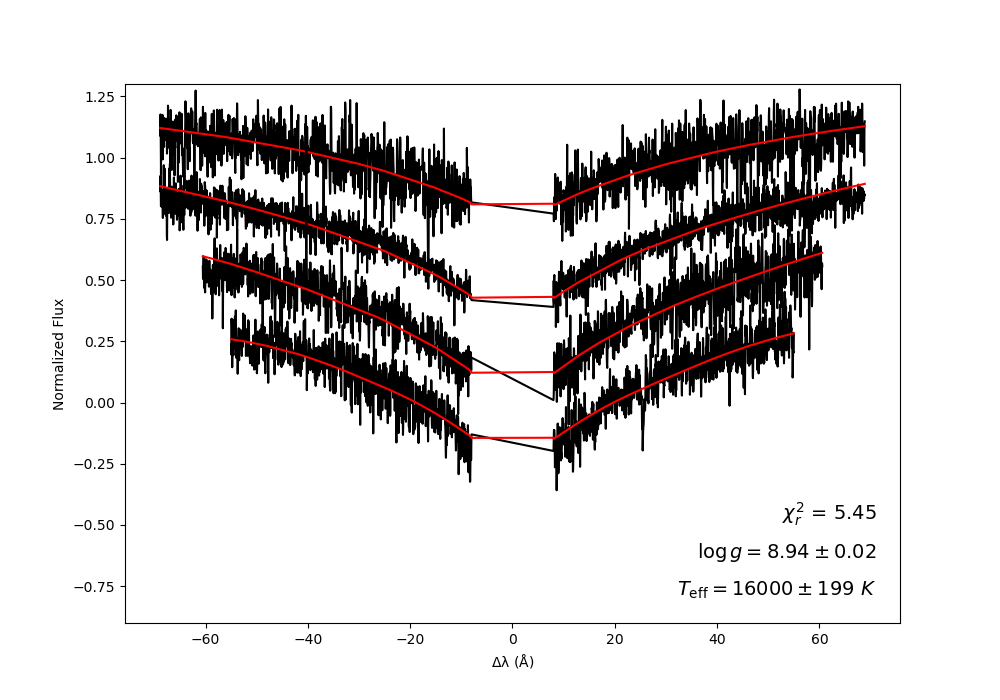 1.25
1.00
0.75
0.50
0.25
0.00
−0.25
−0.50
−0.75
Normalized Flux
χ²ᵣ = 5.45
log g = 8.94 ± 0.02
T_eff = 16000 ± 199 K
−60 −40 −20 0 20 40 60
Δλ (Å)